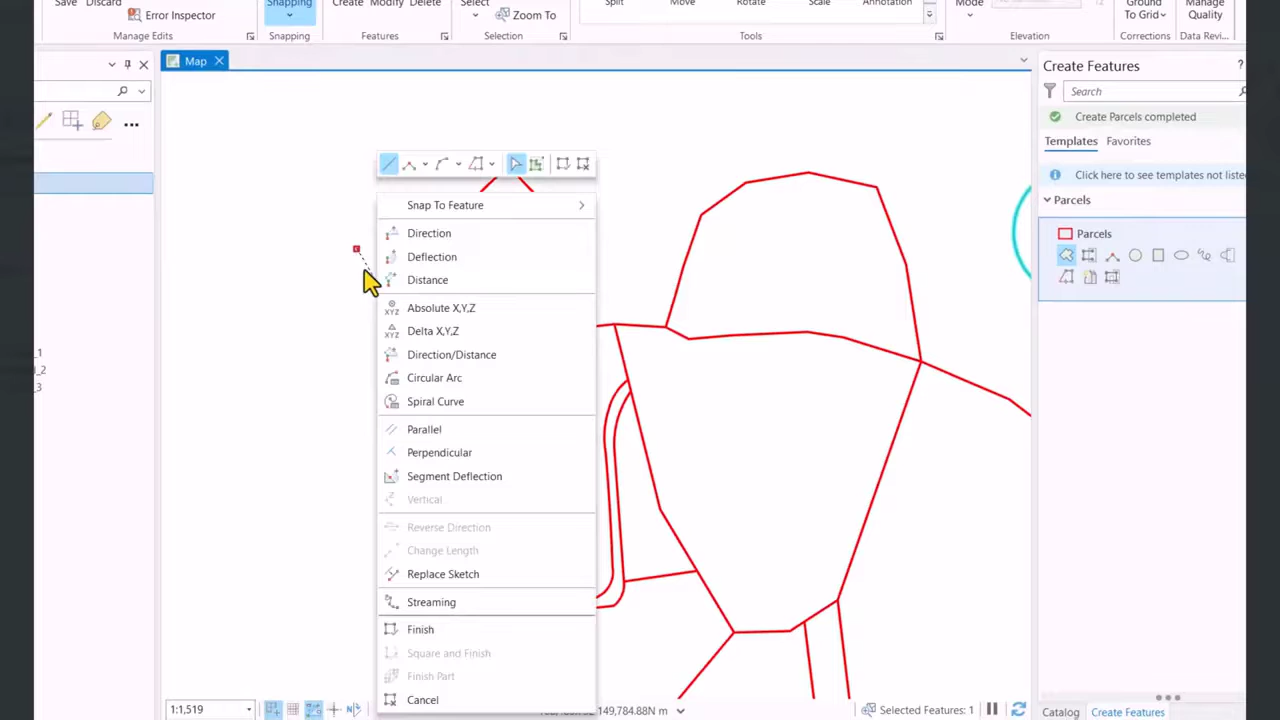 Save Discard
Error Inspector
Manage Edits
Snapping
Snapping
Create Modify Delete
Features
Select
Zoom To
Selection
Split Move Rotate Scale Annotation
Tools
Mode
Elevation
Ground
To Grid
Corrections
Manage
Quality
Data Revi...
Map
Create Features ?
Search
Create Parcels completed
Templates Favorites
Click here to see templates not liste
Parcels
Parcels
Snap To Feature
Direction
Deflection
Distance
Absolute X,Y,Z
Delta X,Y,Z
Direction/Distance
Circular Arc
Spiral Curve
Parallel
Perpendicular
Segment Deflection
Vertical
Reverse Direction
Change Length
Replace Sketch
Streaming
Finish
Square and Finish
Finish Part
Cancel
_1
_2
_3
1:1,519
149,784.88N m
Selected Features: 1
Catalog Create Features